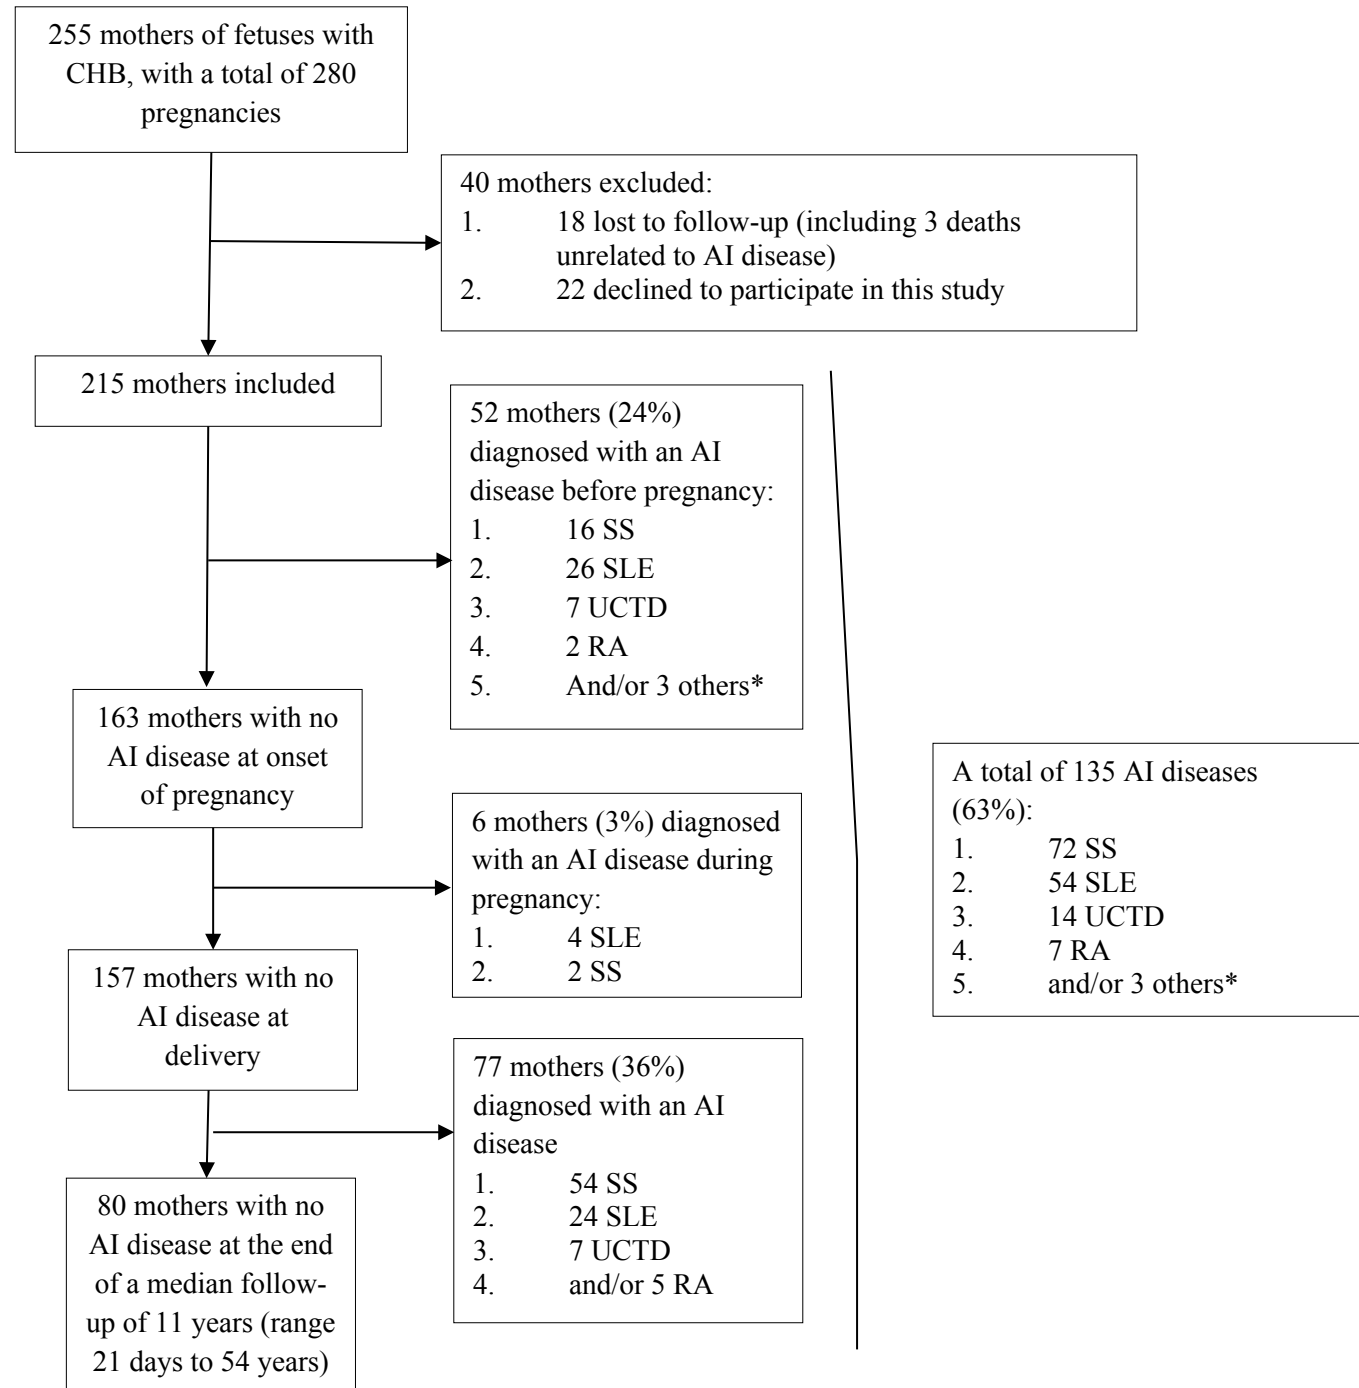 255 mothers of fetuses with
CHB, with a total of 280
pregnancies
40 mothers excluded:
1. 18 lost to follow-up (including 3 deaths
unrelated to AI disease)
2. 22 declined to participate in this study
215 mothers included
52 mothers (24%)
diagnosed with an AI
disease before pregnancy:
1. 16 SS
2. 26 SLE
3. 7 UCTD
4. 2 RA
5. And/or 3 others*
163 mothers with no
AI disease at onset
of pregnancy
6 mothers (3%) diagnosed
with an AI disease during
pregnancy:
1. 4 SLE
2. 2 SS
157 mothers with no
AI disease at
delivery
77 mothers (36%)
diagnosed with an AI
disease
1. 54 SS
2. 24 SLE
3. 7 UCTD
4. and/or 5 RA
80 mothers with no
AI disease at the end
of a median follow-
up of 11 years (range
21 days to 54 years)
A total of 135 AI diseases
(63%):
1. 72 SS
2. 54 SLE
3. 14 UCTD
4. 7 RA
5. and/or 3 others*